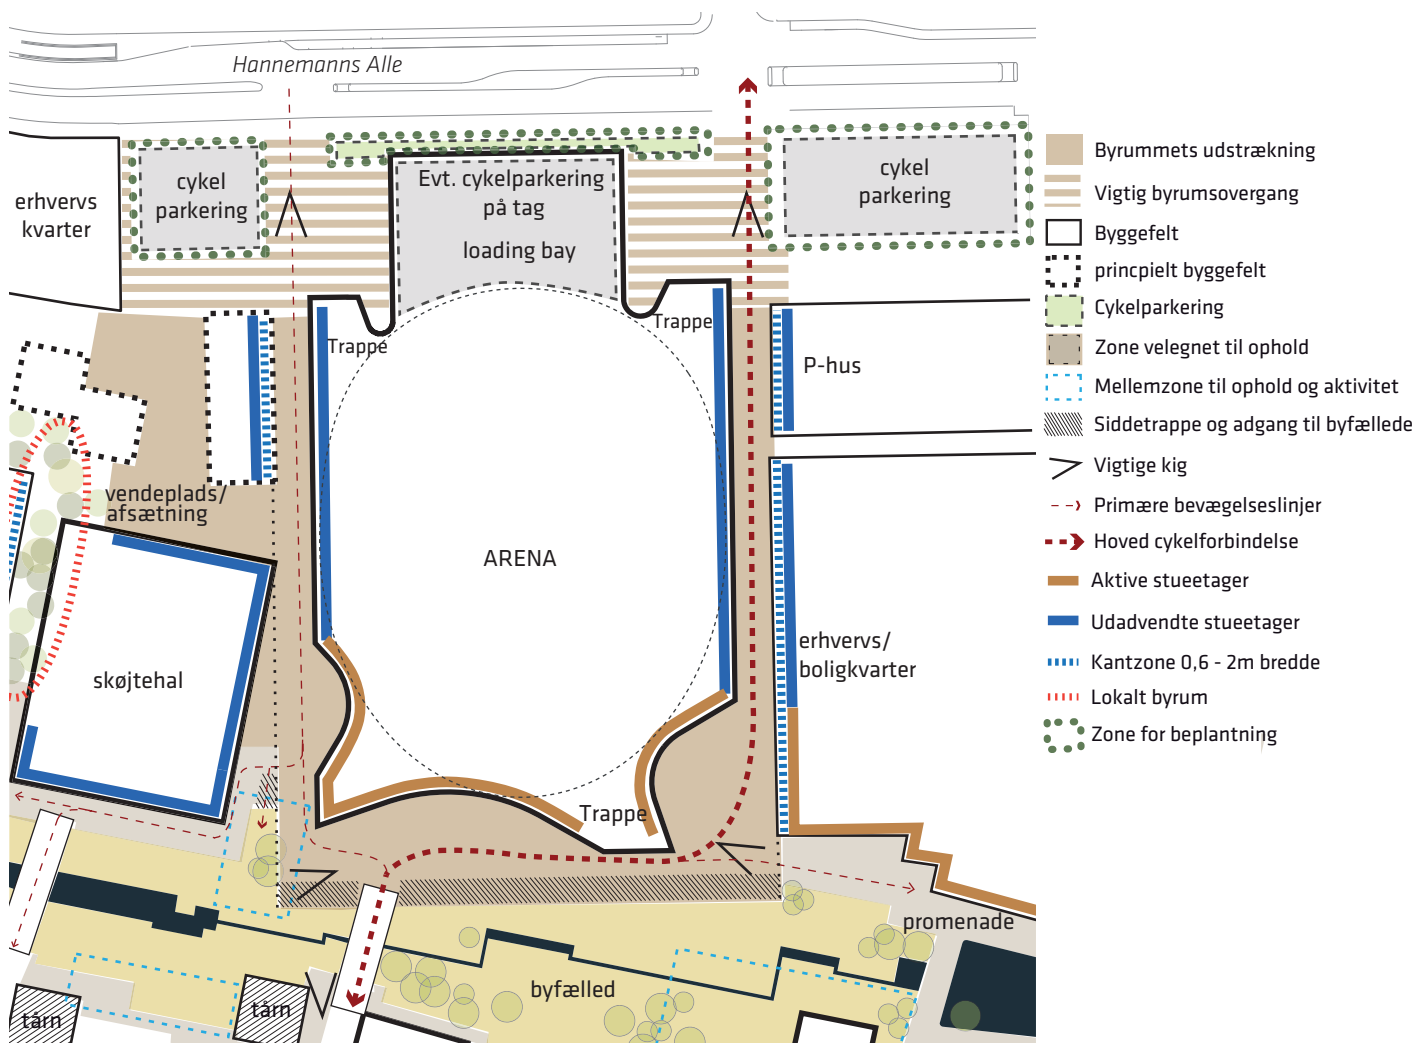 Hannemanns Alle
erhvervs
kvarter
cykel
parkering
Evt. cykelparkering
på tag
loading bay
cykel
parkering
Trappe
Trappe
P-hus
vendeplads/
afsætning
ARENA
skøjtehal
erhvervs/
boligkvarter
Trappe
promenade
byfælled
tårn
tårn
Byrummets udstrækning
Vigtig byrumsovergang
Byggefelt
princpielt byggefelt
Cykelparkering
Zone velegnet til ophold
Mellemzone til ophold og aktivitet
Siddetrappe og adgang til byfællede
Vigtige kig
Primære bevægelseslinjer
Hoved cykelforbindelse
Aktive stueetager
Udadvendte stueetager
Kantzone 0,6 - 2m bredde
Lokalt byrum
Zone for beplantning